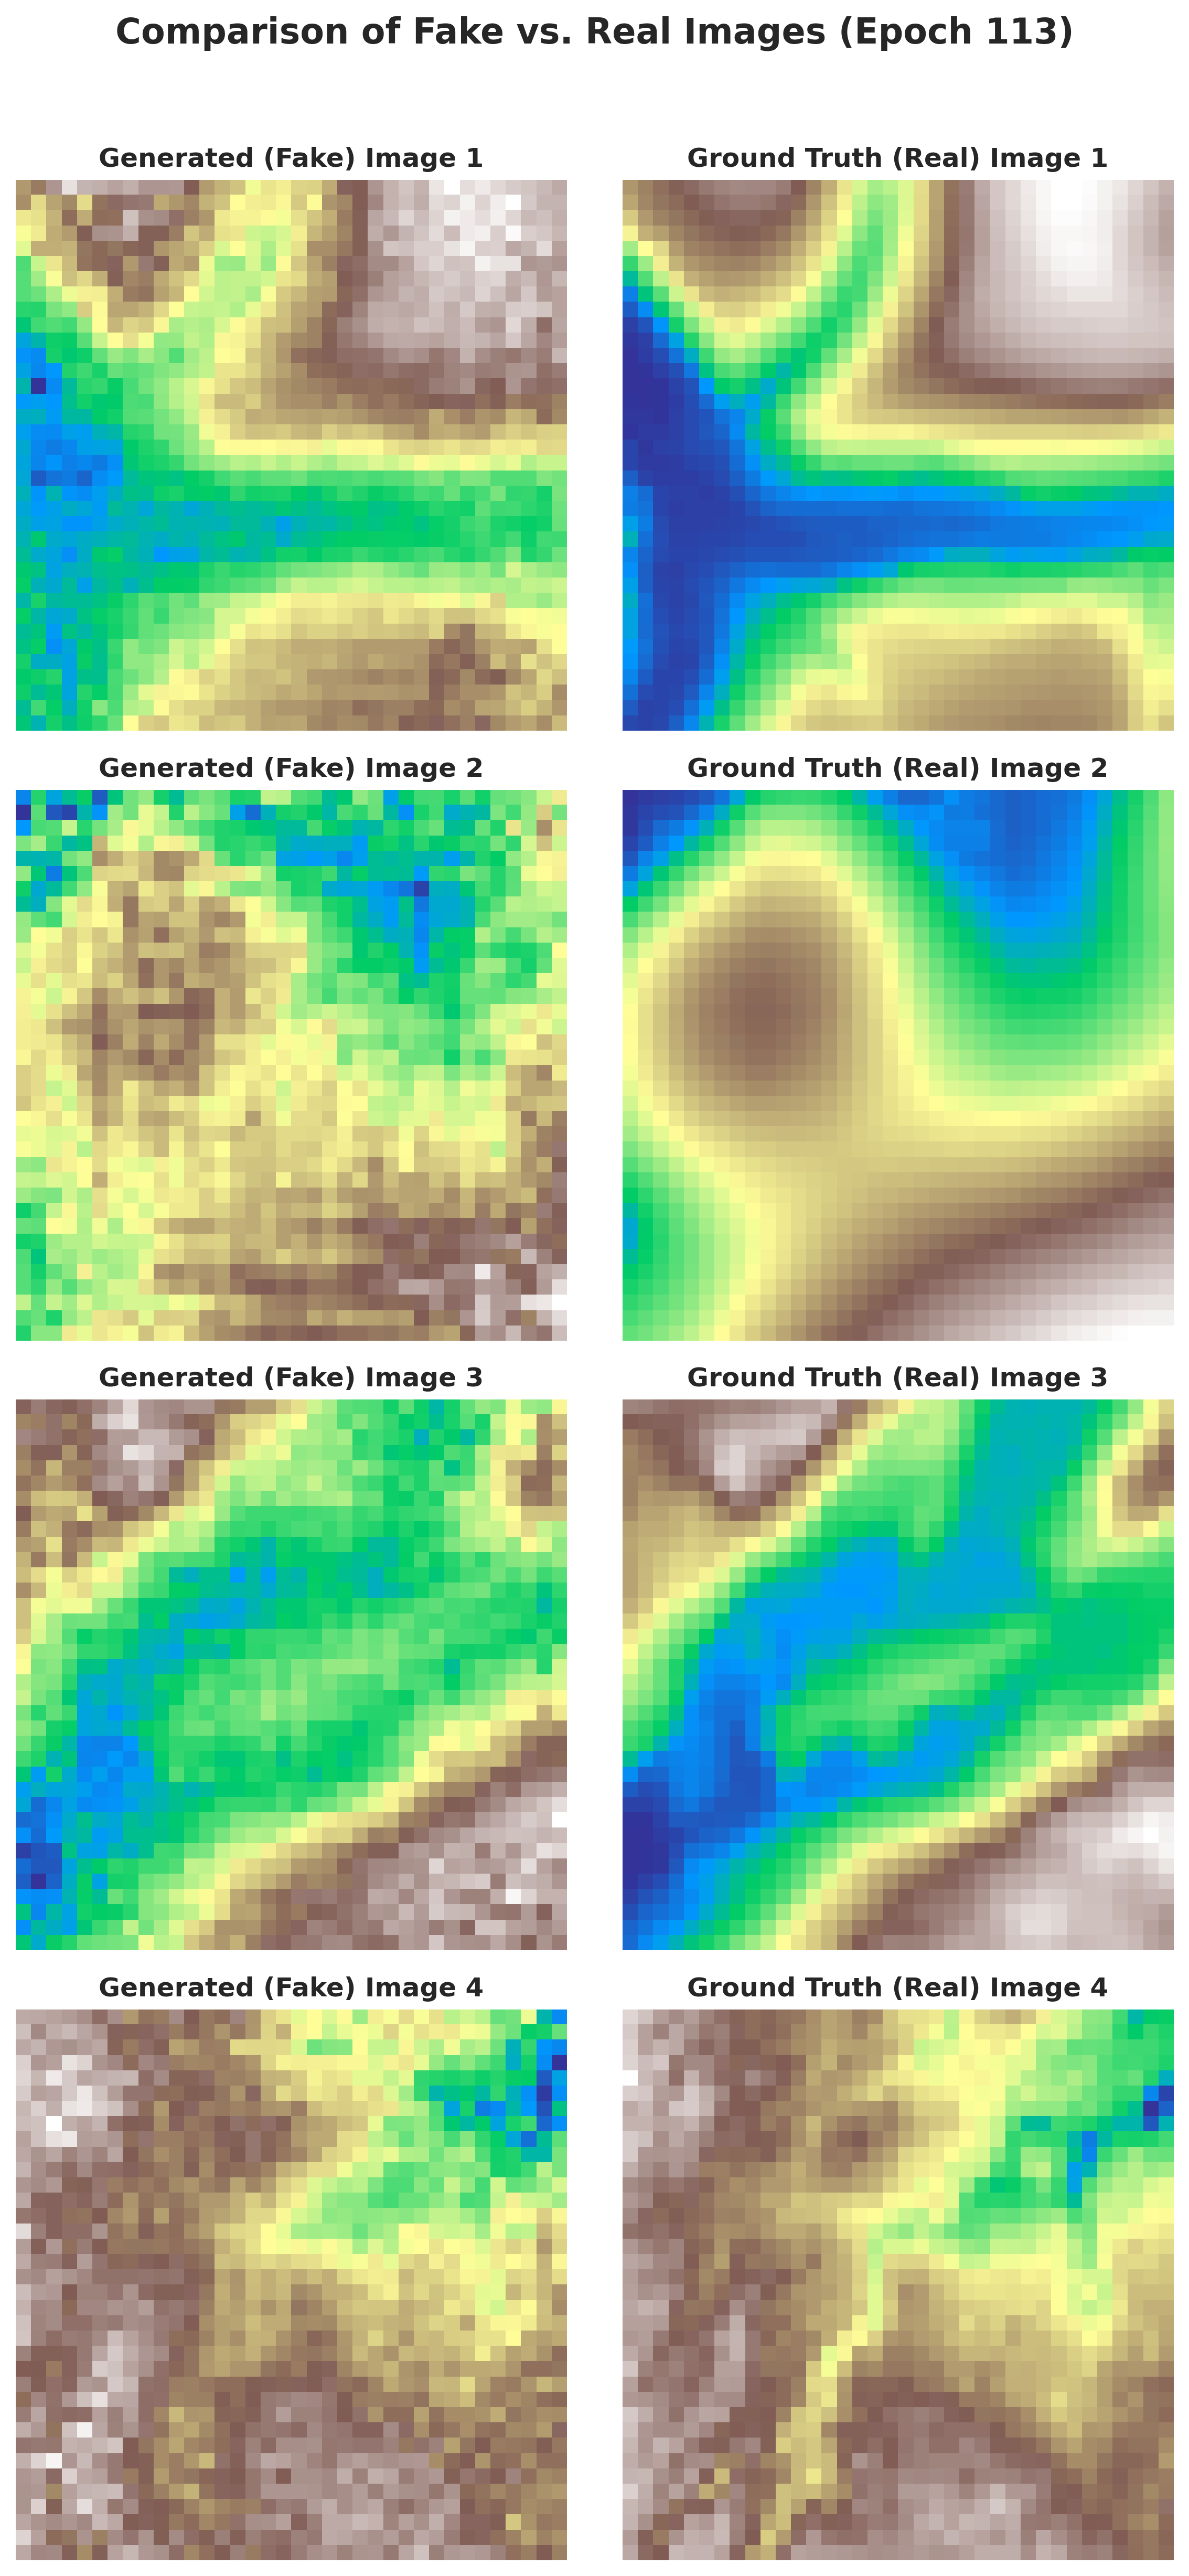 Comparison of Fake vs. Real Images (Epoch 113)
Generated (Fake) Image 1
Ground Truth (Real) Image 1
Generated (Fake) Image 2
Ground Truth (Real) Image 2
Generated (Fake) Image 3
Ground Truth (Real) Image 3
Generated (Fake) Image 4
Ground Truth (Real) Image 4